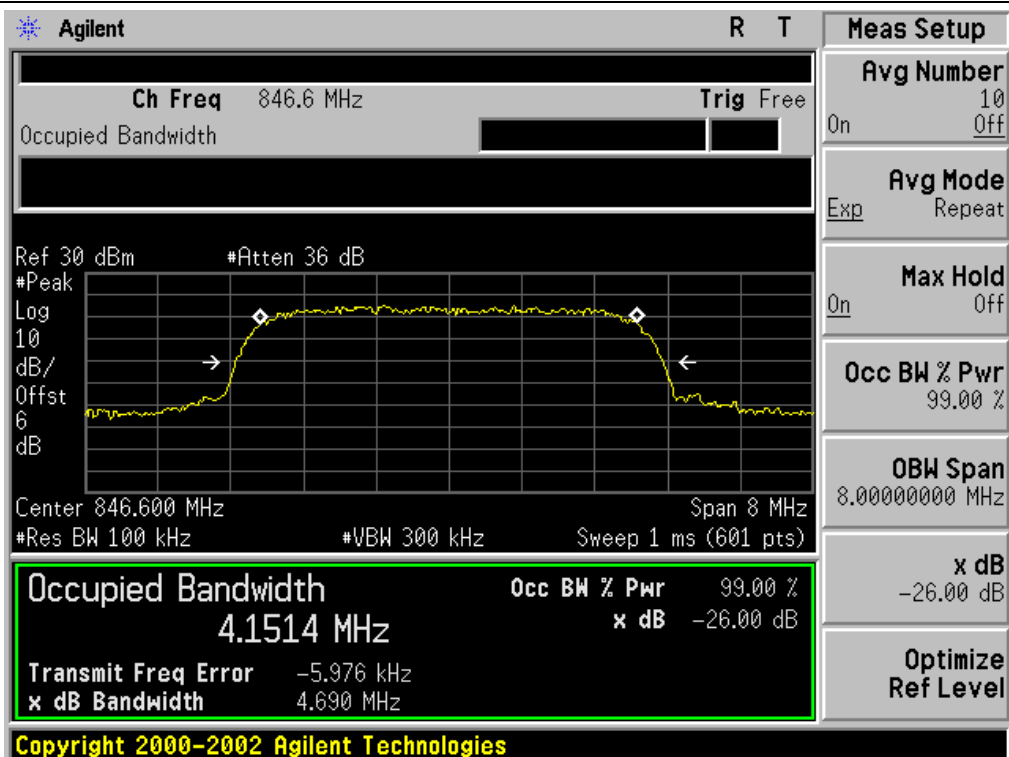 Agilent R T
Ch Freq 846.6 MHz Trig Free
Occupied Bandwidth
Ref 30 dBm #Atten 36 dB
#Peak
Log
10
dB/
Offst
6
dB
Center 846.600 MHz Span 8 MHz
#Res BW 100 kHz #VBW 300 kHz Sweep 1 ms (601 pts)
Occupied Bandwidth Occ BW % Pwr 99.00 %
4.1514 MHz x dB -26.00 dB
Transmit Freq Error -5.976 kHz
x dB Bandwidth 4.690 MHz
Copyright 2000-2002 Agilent Technologies
Meas Setup
Avg Number
10
On Off
Avg Mode
Exp Repeat
Max Hold
On Off
Occ BW % Pwr
99.00 %
OBW Span
8.00000000 MHz
x dB
-26.00 dB
Optimize
Ref Level